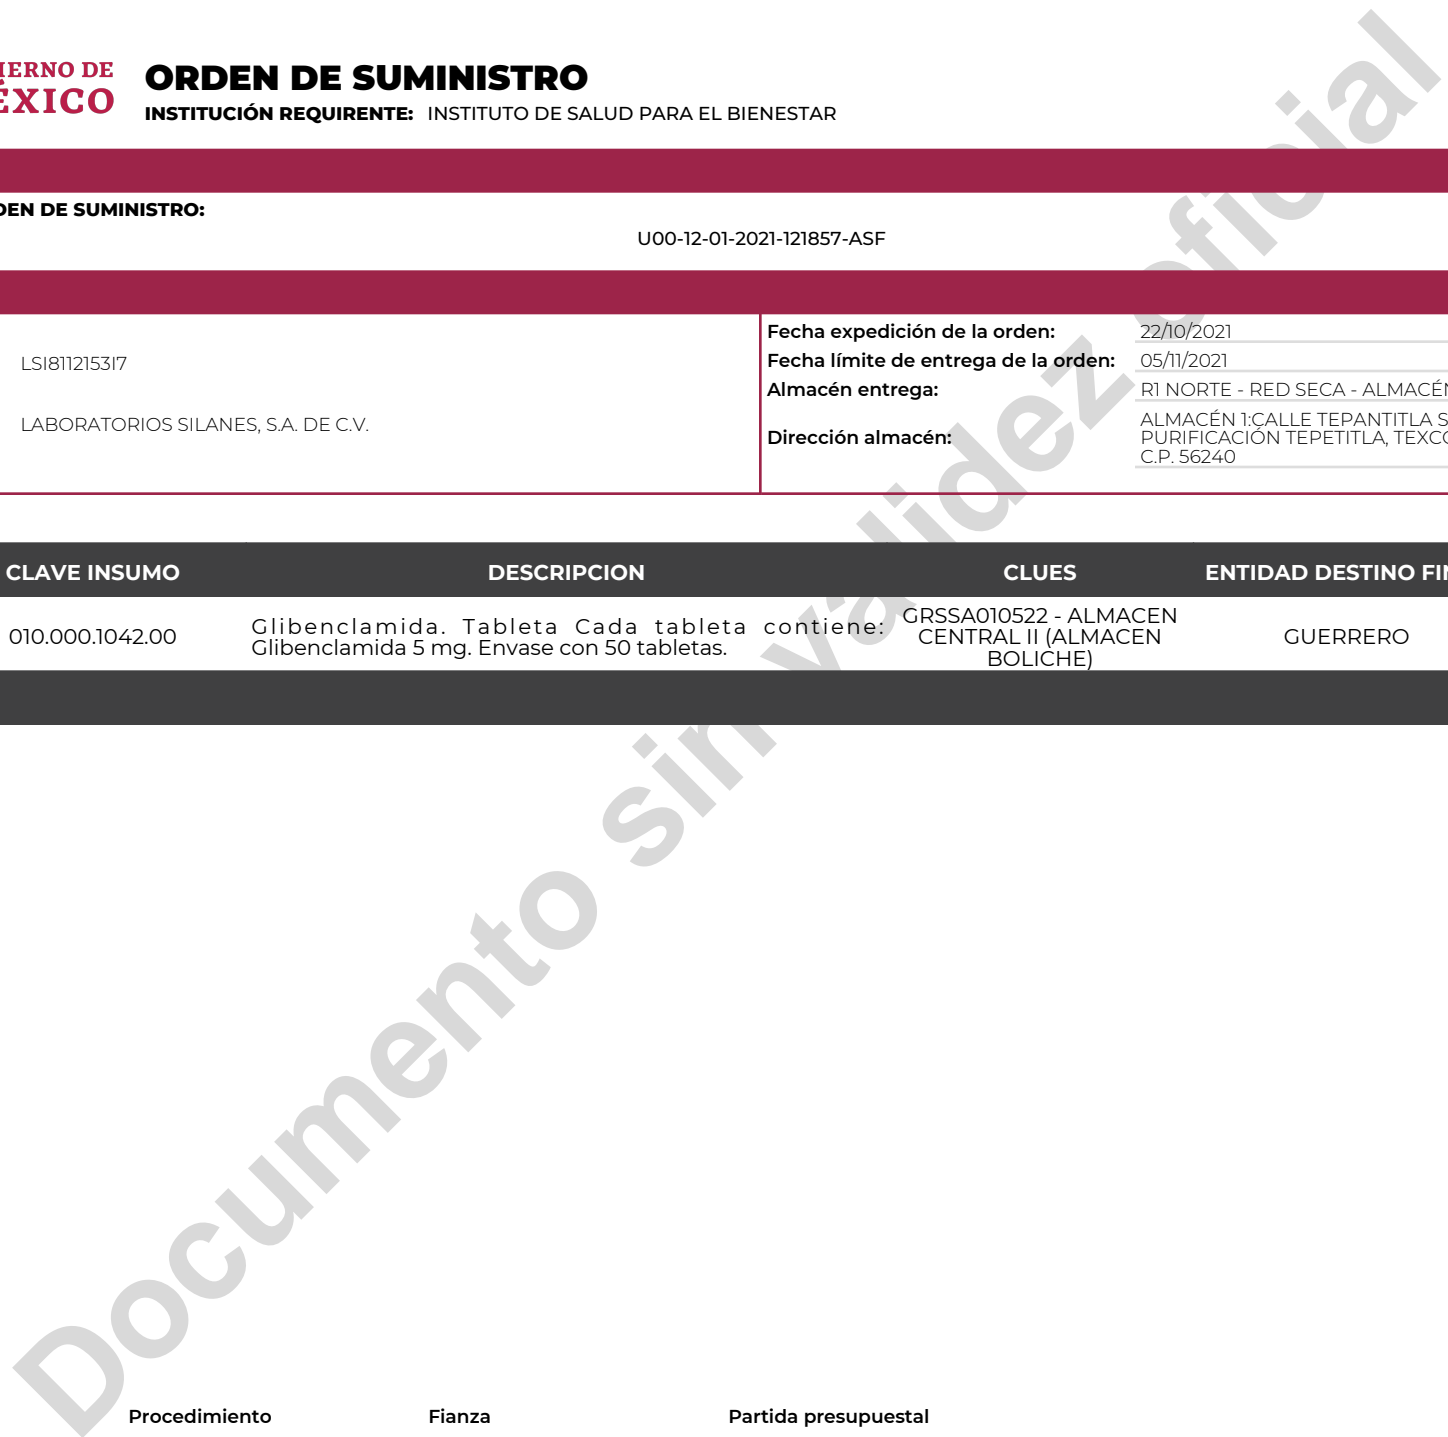 IERNO DE
ÉXICO
ORDEN DE SUMINISTRO
INSTITUCIÓN REQUIRENTE: INSTITUTO DE SALUD PARA EL BIENESTAR
DEN DE SUMINISTRO:
U00-12-01-2021-121857-ASF
LSI8112153I7
LABORATORIOS SILANES, S.A. DE C.V.
Fecha expedición de la orden: 22/10/2021
Fecha límite de entrega de la orden: 05/11/2021
Almacén entrega: R1 NORTE - RED SECA - ALMACÉN
Dirección almacén:
ALMACÉN 1:CALLE TEPANTITLA S
PURIFICACIÓN TEPETITLA, TEXCO
C.P. 56240
CLAVE INSUMO DESCRIPCION CLUES ENTIDAD DESTINO FIN
010.000.1042.00
Glibenclamida. Tableta Cada tableta contiene:
Glibenclamida 5 mg. Envase con 50 tabletas.
GRSSA010522 - ALMACEN
CENTRAL II (ALMACEN
BOLICHE)
GUERRERO
Documento sin validez oficial
Procedimiento Fianza Partida presupuestal